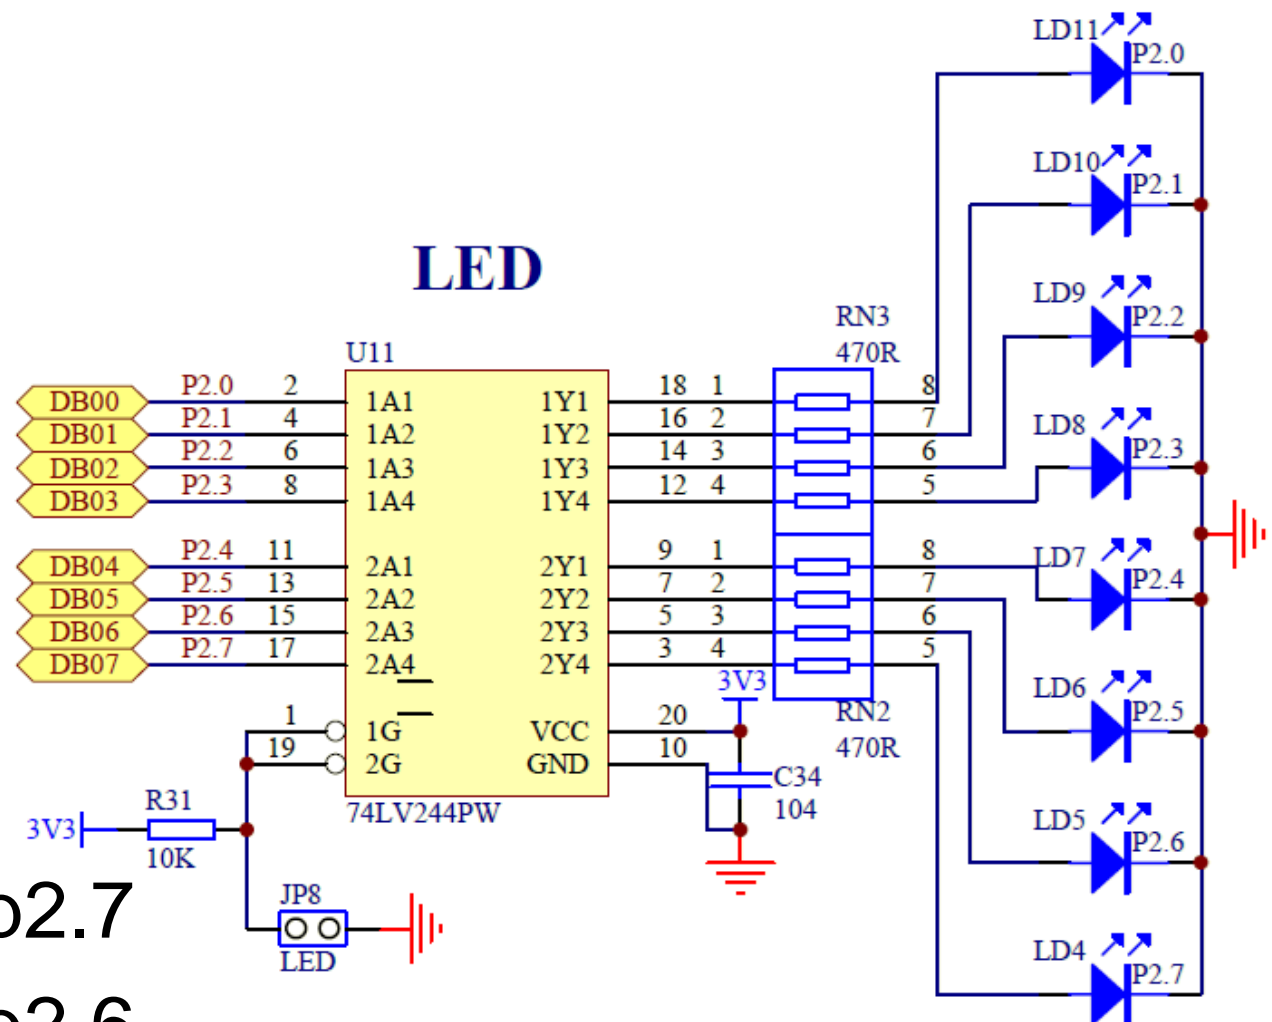 LED
LD11
P2.0
LD10
P2.1
LD9
P2.2
LD8
P2.3
LD7
P2.4
LD6
P2.5
LD5
P2.6
LD4
P2.7
RN3
470R
U11
DB00 P2.0 2 1A1 1Y1 18 1 8
DB01 P2.1 4 1A2 1Y2 16 2 7
DB02 P2.2 6 1A3 1Y3 14 3 6
DB03 P2.3 8 1A4 1Y4 12 4 5
DB04 P2.4 11 2A1 2Y1 9 1 8
DB05 P2.5 13 2A2 2Y2 7 2 7
DB06 P2.6 15 2A3 2Y3 5 3 6
DB07 P2.7 17 2A4 2Y4 3 4 5
3V3
RN2
470R
1 1G VCC 20
19 2G GND 10
C34
104
74LV244PW
R31
3V3
10K
JP8
LED
p2.7
p2.6